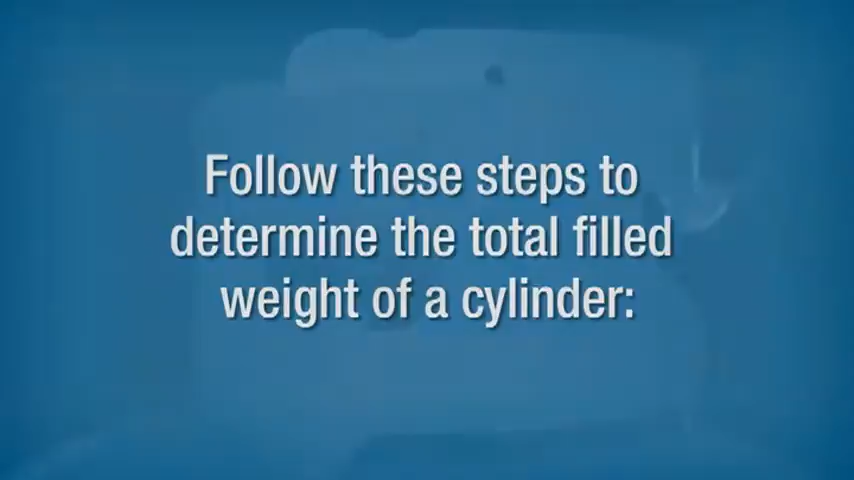 Follow these steps to
determine the total filled
weight of a cylinder: